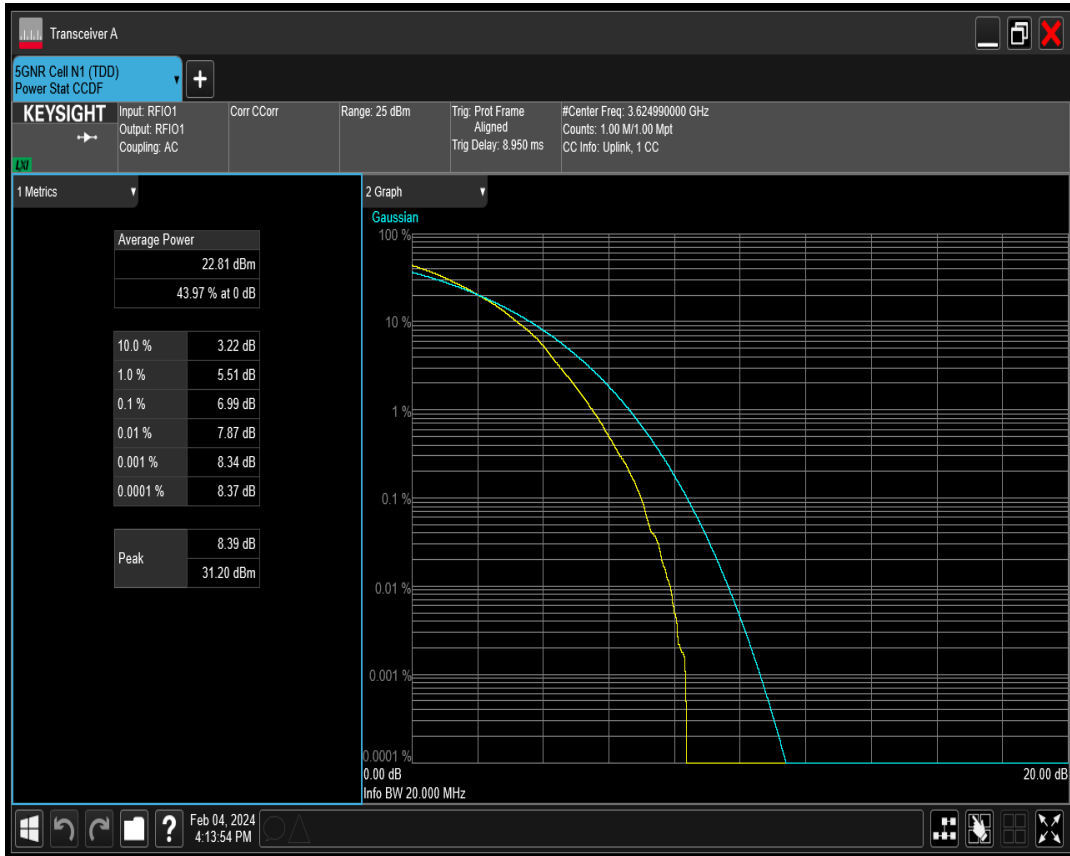 Transceiver A
5GNR Cell N1 (TDD)
Power Stat CCDF
+
KEYSIGHT
LXI
Input: RFIO1
Output: RFIO1
Coupling: AC
Corr CCorr
Range: 25 dBm
Trig: Prot Frame
Aligned
Trig Delay: 8.950 ms
#Center Freq: 3.624990000 GHz
Counts: 1.00 M/1.00 Mpt
CC Info: Uplink, 1 CC
1 Metrics
Average Power
22.81 dBm
43.97 % at 0 dB
10.0 % 3.22 dB
1.0 % 5.51 dB
0.1 % 6.99 dB
0.01 % 7.87 dB
0.001 % 8.34 dB
0.0001 % 8.37 dB
Peak
8.39 dB
31.20 dBm
2 Graph
Gaussian
100 %
10 %
1 %
0.1 %
0.01 %
0.001 %
0.0001 %
0.00 dB 20.00 dB
Info BW 20.000 MHz
?
Feb 04, 2024
4:13:54 PM